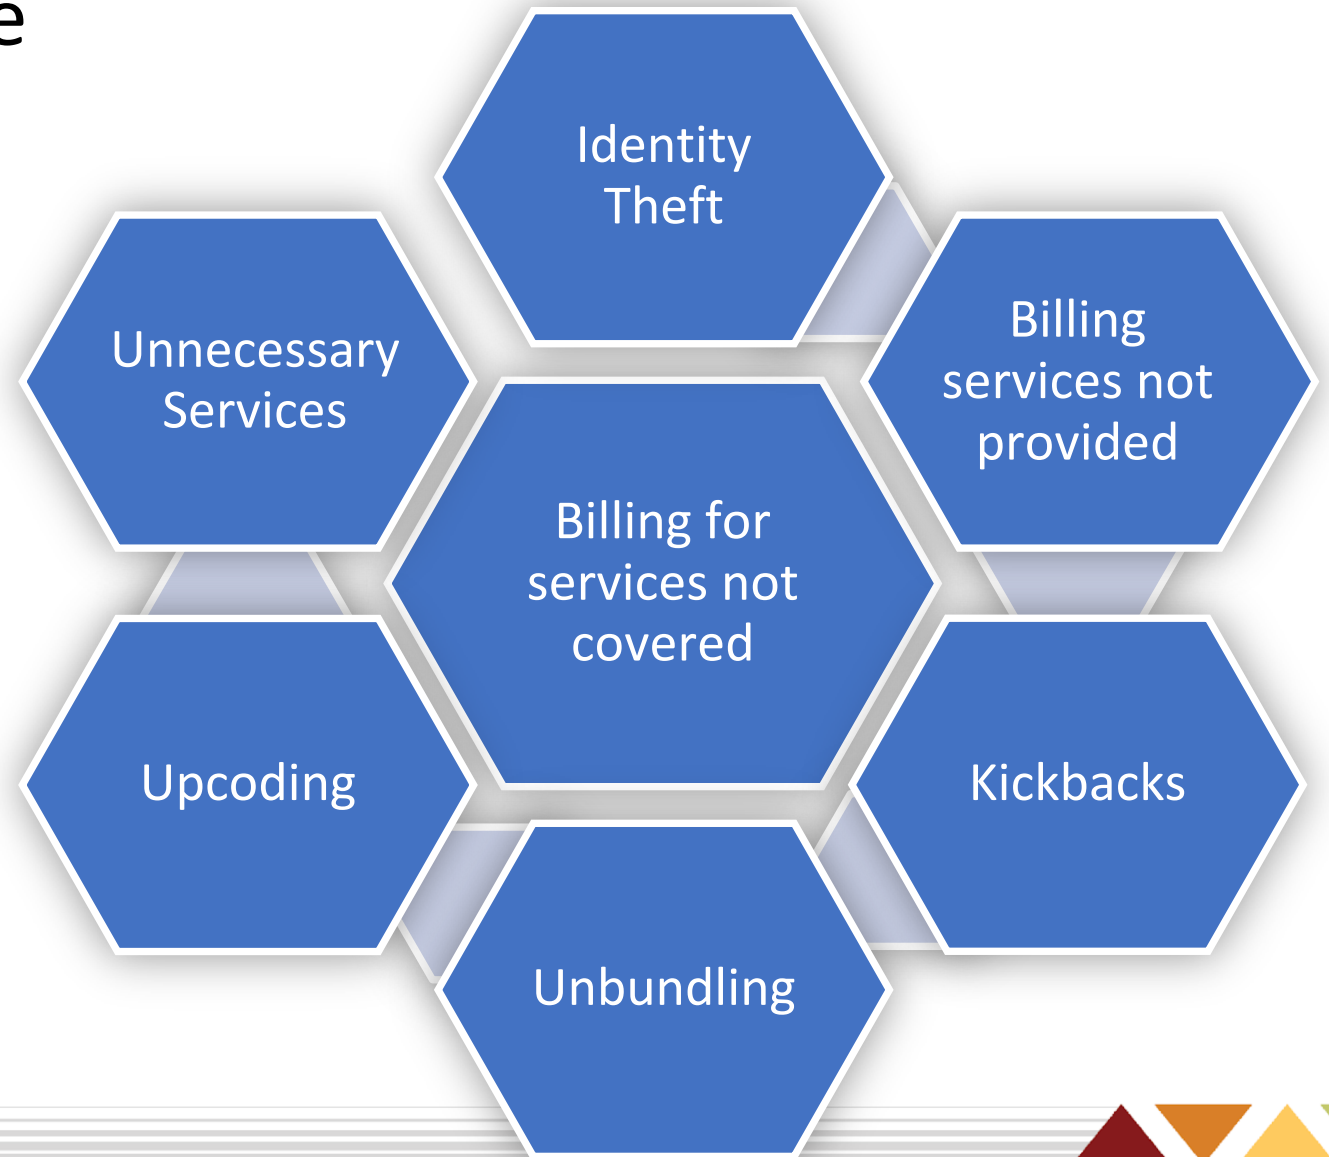 e
Identity
Theft
Billing
services not
provided
Unnecessary
Services
Billing for
services not
covered
Upcoding
Kickbacks
Unbundling